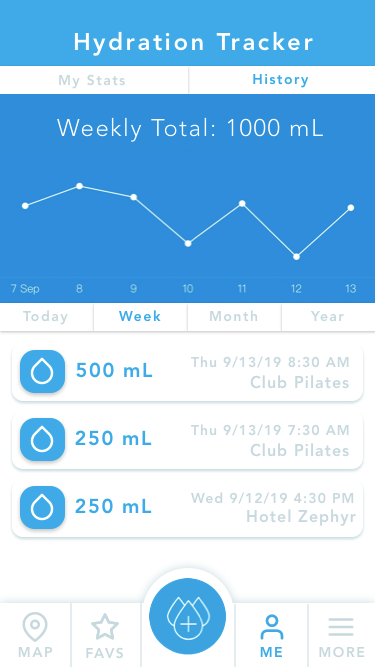 Hydration Tracker
My Stats
History
Weekly Total: 1000 mL
7 Sep 8 9 10 11 12 13
Today Week Month Year
500 mL
Thu 9/13/19 8:30 AM
Club Pilates
250 mL
Thu 9/13/19 7:30 AM
Club Pilates
250 mL
Wed 9/12/19 4:30 PM
Hotel Zephyr
MAP FAVS ME MORE